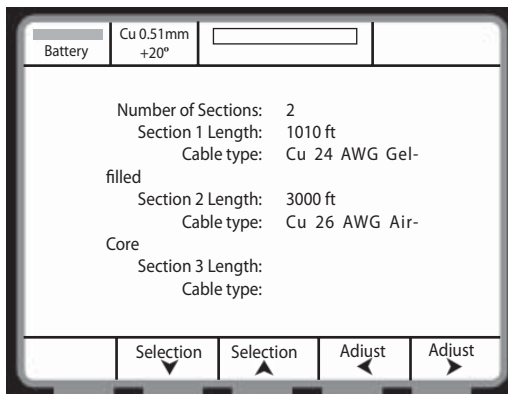 Battery
Cu 0.51mm
+20°
Number of Sections: 2
Section 1 Length: 1010 ft
Cable type: Cu 24 AWG Gel-
filled
Section 2 Length: 3000 ft
Cable type: Cu 26 AWG Air-
Core
Section 3 Length:
Cable type:
Selection Selection Adjust Adjust